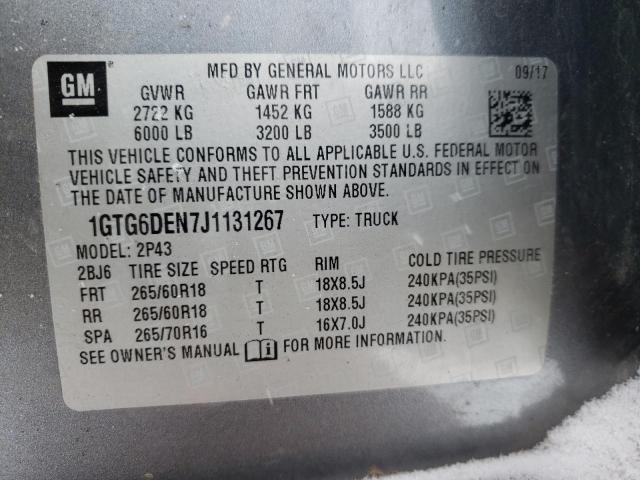 GM
MFD BY GENERAL MOTORS LLC 09/17
GVWR GAWR FRT GAWR RR
2722 KG 1452 KG 1588 KG
6000 LB 3200 LB 3500 LB
THIS VEHICLE CONFORMS TO ALL APPLICABLE U.S. FEDERAL MOTOR
VEHICLE SAFETY AND THEFT PREVENTION STANDARDS IN EFFECT ON
THE DATE OF MANUFACTURE SHOWN ABOVE.
1GTG6DEN7J1131267 TYPE: TRUCK
MODEL: 2P43
2BJ6 TIRE SIZE SPEED RTG RIM COLD TIRE PRESSURE
FRT 265/60R18 T 18X8.5J 240KPA(35PSI)
RR 265/60R18 T 18X8.5J 240KPA(35PSI)
SPA 265/70R16 T 16X7.0J 240KPA(35PSI)
SEE OWNER'S MANUAL FOR MORE INFORMATION.